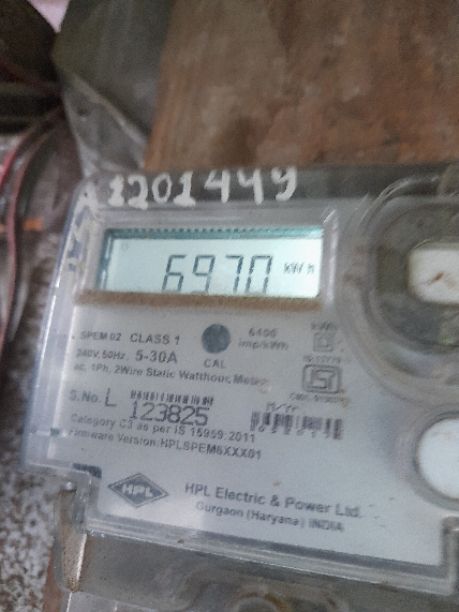 1201449
6970 kWh
SPEM 02 CLASS 1
6400
imp/kWh
kWh
240V, 50Hz, 5-30A
CAL
ac, 1Ph, 2Wire Static Watthour Meter
S.No. L
123825
M/Yr.
Category C3 as per IS 15959:2011
Firmware Version:HPLSPEM6XXX01
HPL
HPL Electric & Power Ltd.
Gurgaon (Haryana) INDIA